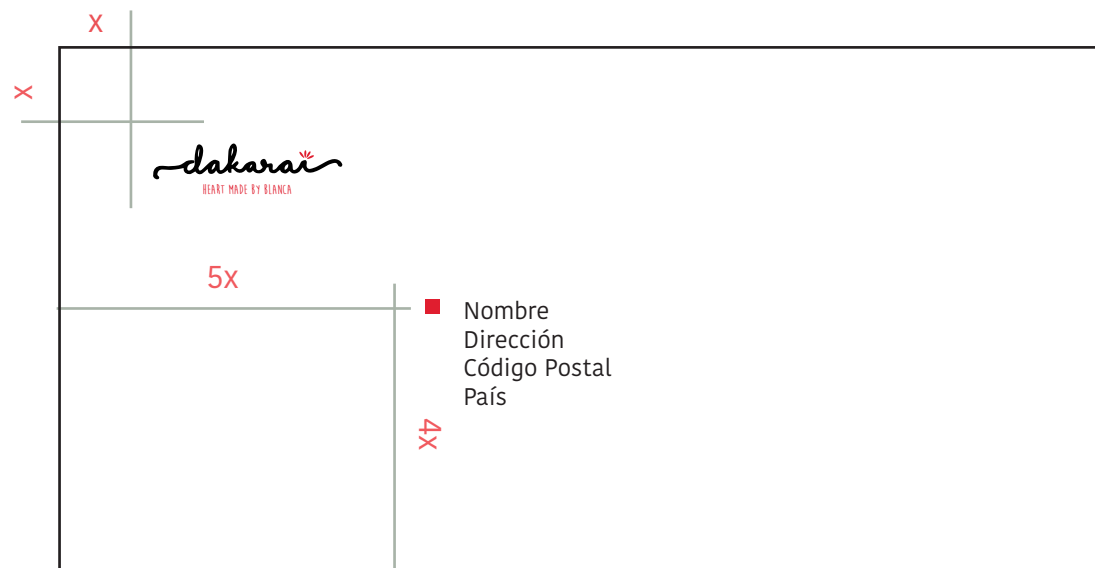 x
x
dakarai
HEART MADE BY BLANCA
5x
Nombre
Dirección
Código Postal
País
4x